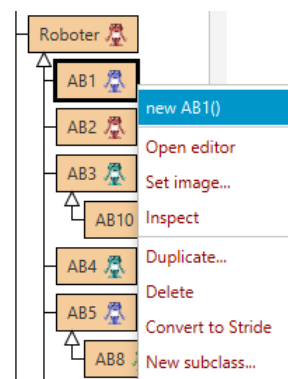 Roboter
AB1
new AB1()
AB2
Open editor
AB3
Set image...
AB10
Inspect
AB4
Duplicate...
Delete
AB5
Convert to Stride
AB8
New subclass...